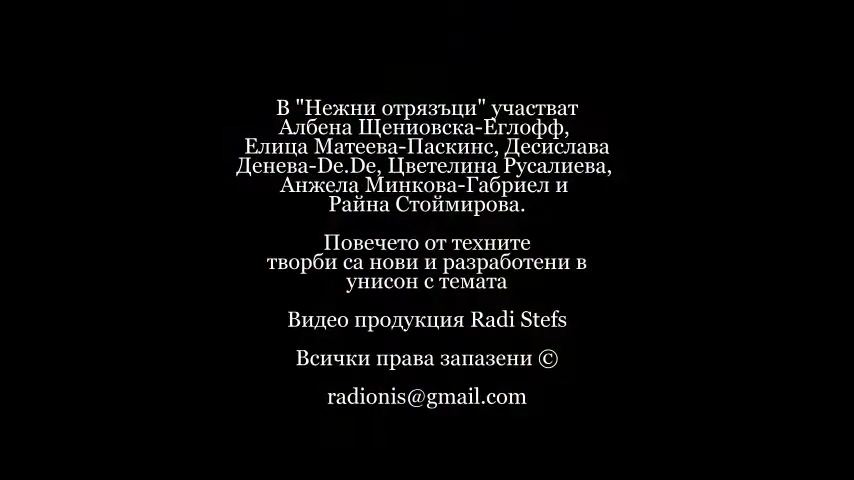 В "Нежни отрязъци" участват
Албена Щениовска-Еглофф,
Елица Матеева-Паскинс, Десислава
Денева-De.De, Цветелина Русалиева,
Анжела Минкова-Габриел и
Райна Стоймирова.
Повечето от техните
творби са нови и разработени в
унисон с темата
Видео продукция Radi Stefs
Всички права запазени ©
radionis@gmail.com